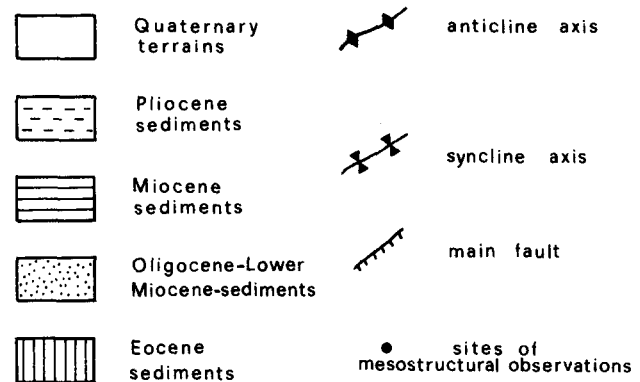 Quaternary
terrains
Pliocene
sediments
Miocene
sediments
Oligocene-Lower
Miocene-sediments
Eocene
sediments
anticline axis
syncline axis
main fault
sites of
mesostructural observations